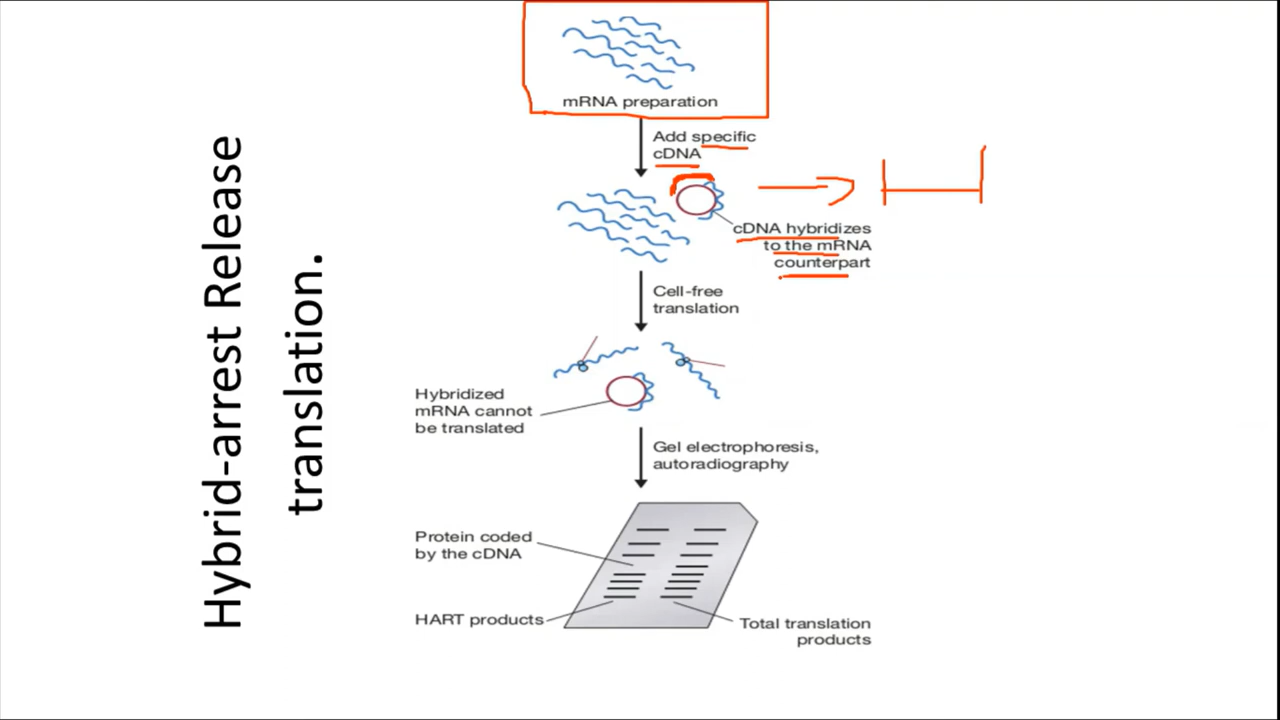 Hybrid-arrest Release
translation.
mRNA preparation
Add specific
cDNA
cDNA hybridizes
to the mRNA
counterpart
Cell-free
translation
Hybridized
mRNA cannot
be translated
Gel electrophoresis,
autoradiography
Protein coded
by the cDNA
HART products
Total translation
products